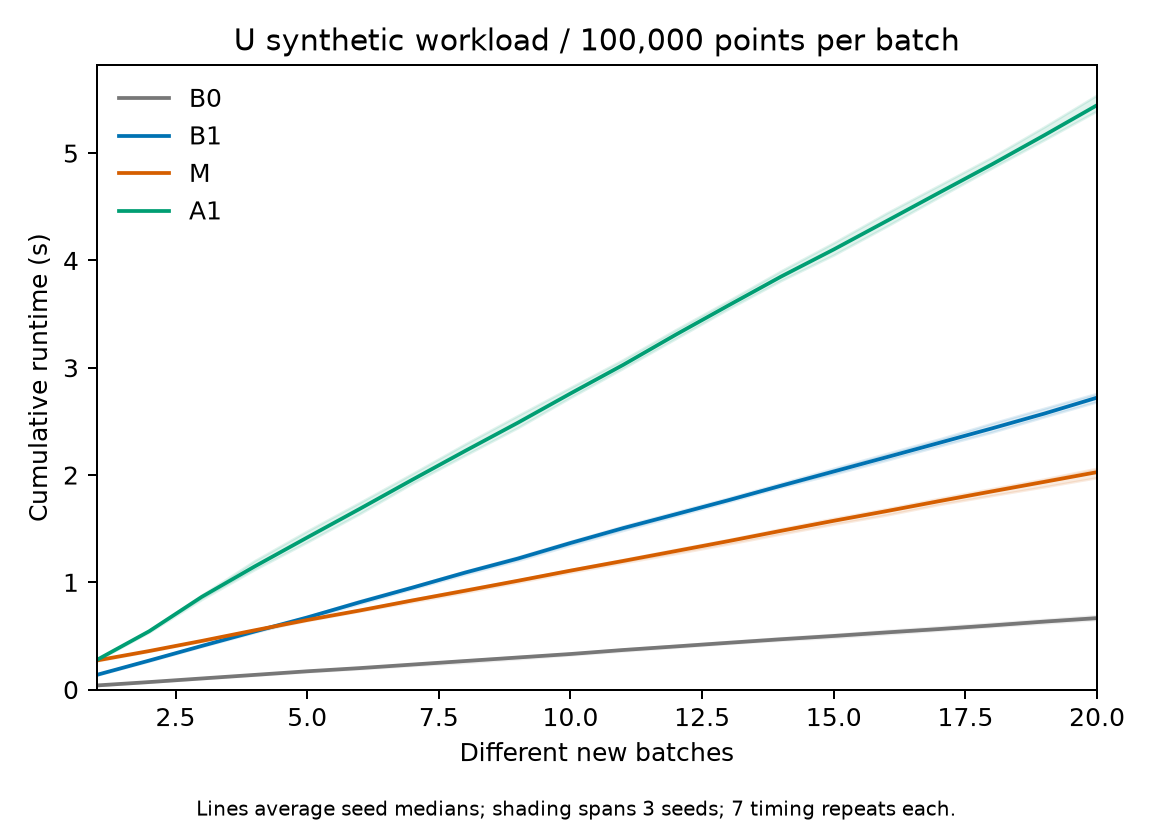 U synthetic workload / 100,000 points per batch
B0
B1
M
A1
Cumulative runtime (s)
5
4
3
2
1
0
2.5 5.0 7.5 10.0 12.5 15.0 17.5 20.0
Different new batches
Lines average seed medians; shading spans 3 seeds; 7 timing repeats each.